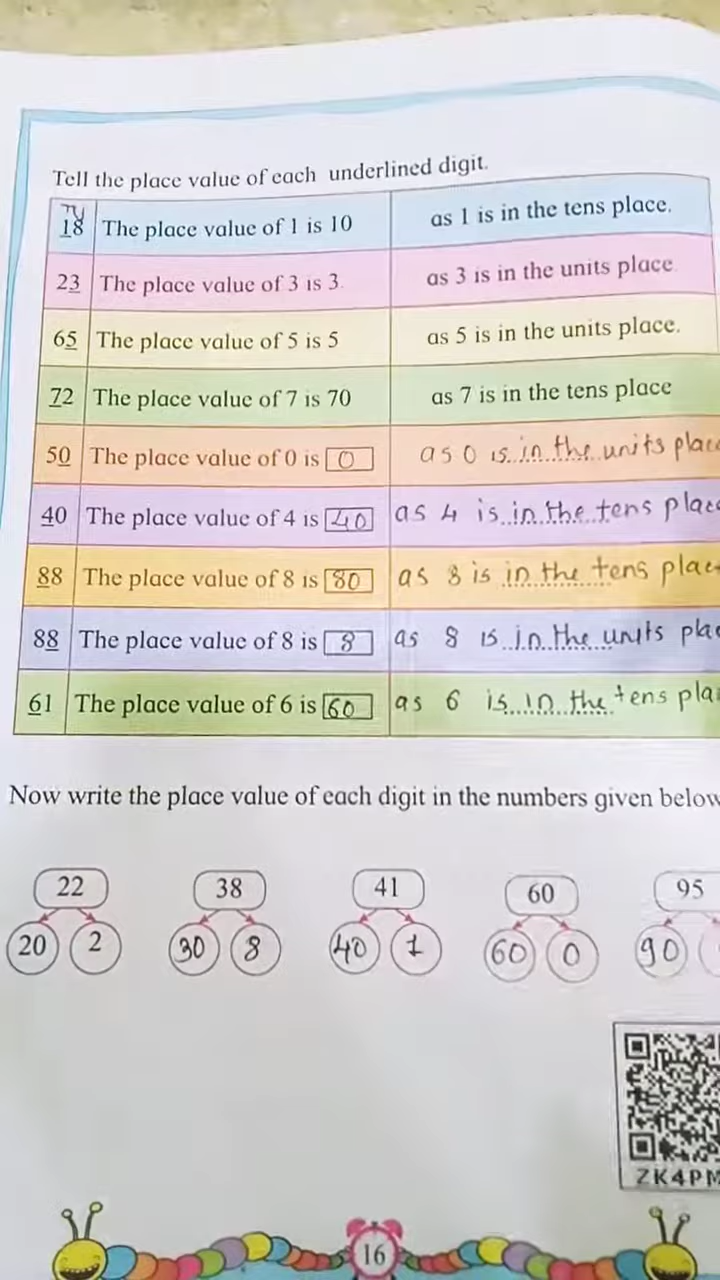 Tell the place value of each underlined digit.
TU
18 The place value of 1 is 10 as 1 is in the tens place.
23 The place value of 3 is 3. as 3 is in the units place
65 The place value of 5 is 5 as 5 is in the units place.
72 The place value of 7 is 70 as 7 is in the tens place
50 The place value of 0 is 0 as 0 is in the units plac
40 The place value of 4 is 40 as 4 is in the tens plac
88 The place value of 8 is 80 as 8 is in the tens plac
88 The place value of 8 is 8 as 8 is in the units pla
61 The place value of 6 is 60 as 6 is in the tens pla
Now write the place value of each digit in the numbers given below
22 38 41 60 95
20 2 30 8 40 1 60 0 90
ZK4PM
16